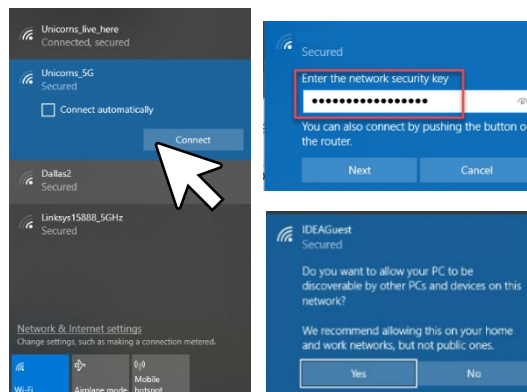 Unicorns_live_here
Connected, secured
Unicorns_5G
Secured
Connect automatically
Connect
Dallas2
Secured
Linksys15888_5GHz
Secured
Network & Internet settings
Change settings, such as making a connection metered.
Wi-Fi
Airplane mode
Mobile
hotspot
Secured
Enter the network security key
•••••••••••••••••
You can also connect by pushing the button o
the router.
Next Cancel
IDEAGuest
Secured
Do you want to allow your PC to be
discoverable by other PCs and devices on this
network?
We recommend allowing this on your home
and work networks, but not public ones.
Yes No